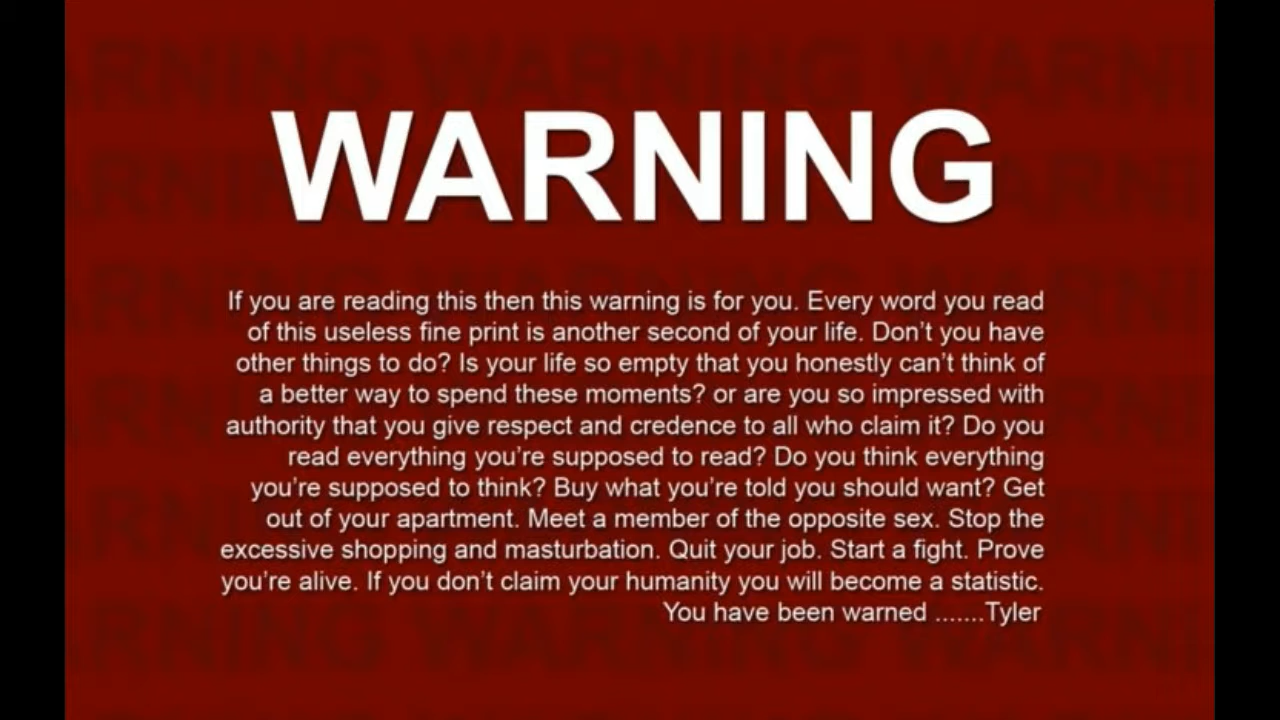 WARNING
If you are reading this then this warning is for you. Every word you read
of this useless fine print is another second of your life. Don’t you have
other things to do? Is your life so empty that you honestly can’t think of
a better way to spend these moments? or are you so impressed with
authority that you give respect and credence to all who claim it? Do you
read everything you’re supposed to read? Do you think everything
you’re supposed to think? Buy what you’re told you should want? Get
out of your apartment. Meet a member of the opposite sex. Stop the
excessive shopping and masturbation. Quit your job. Start a fight. Prove
you’re alive. If you don’t claim your humanity you will become a statistic.
You have been warned .......Tyler